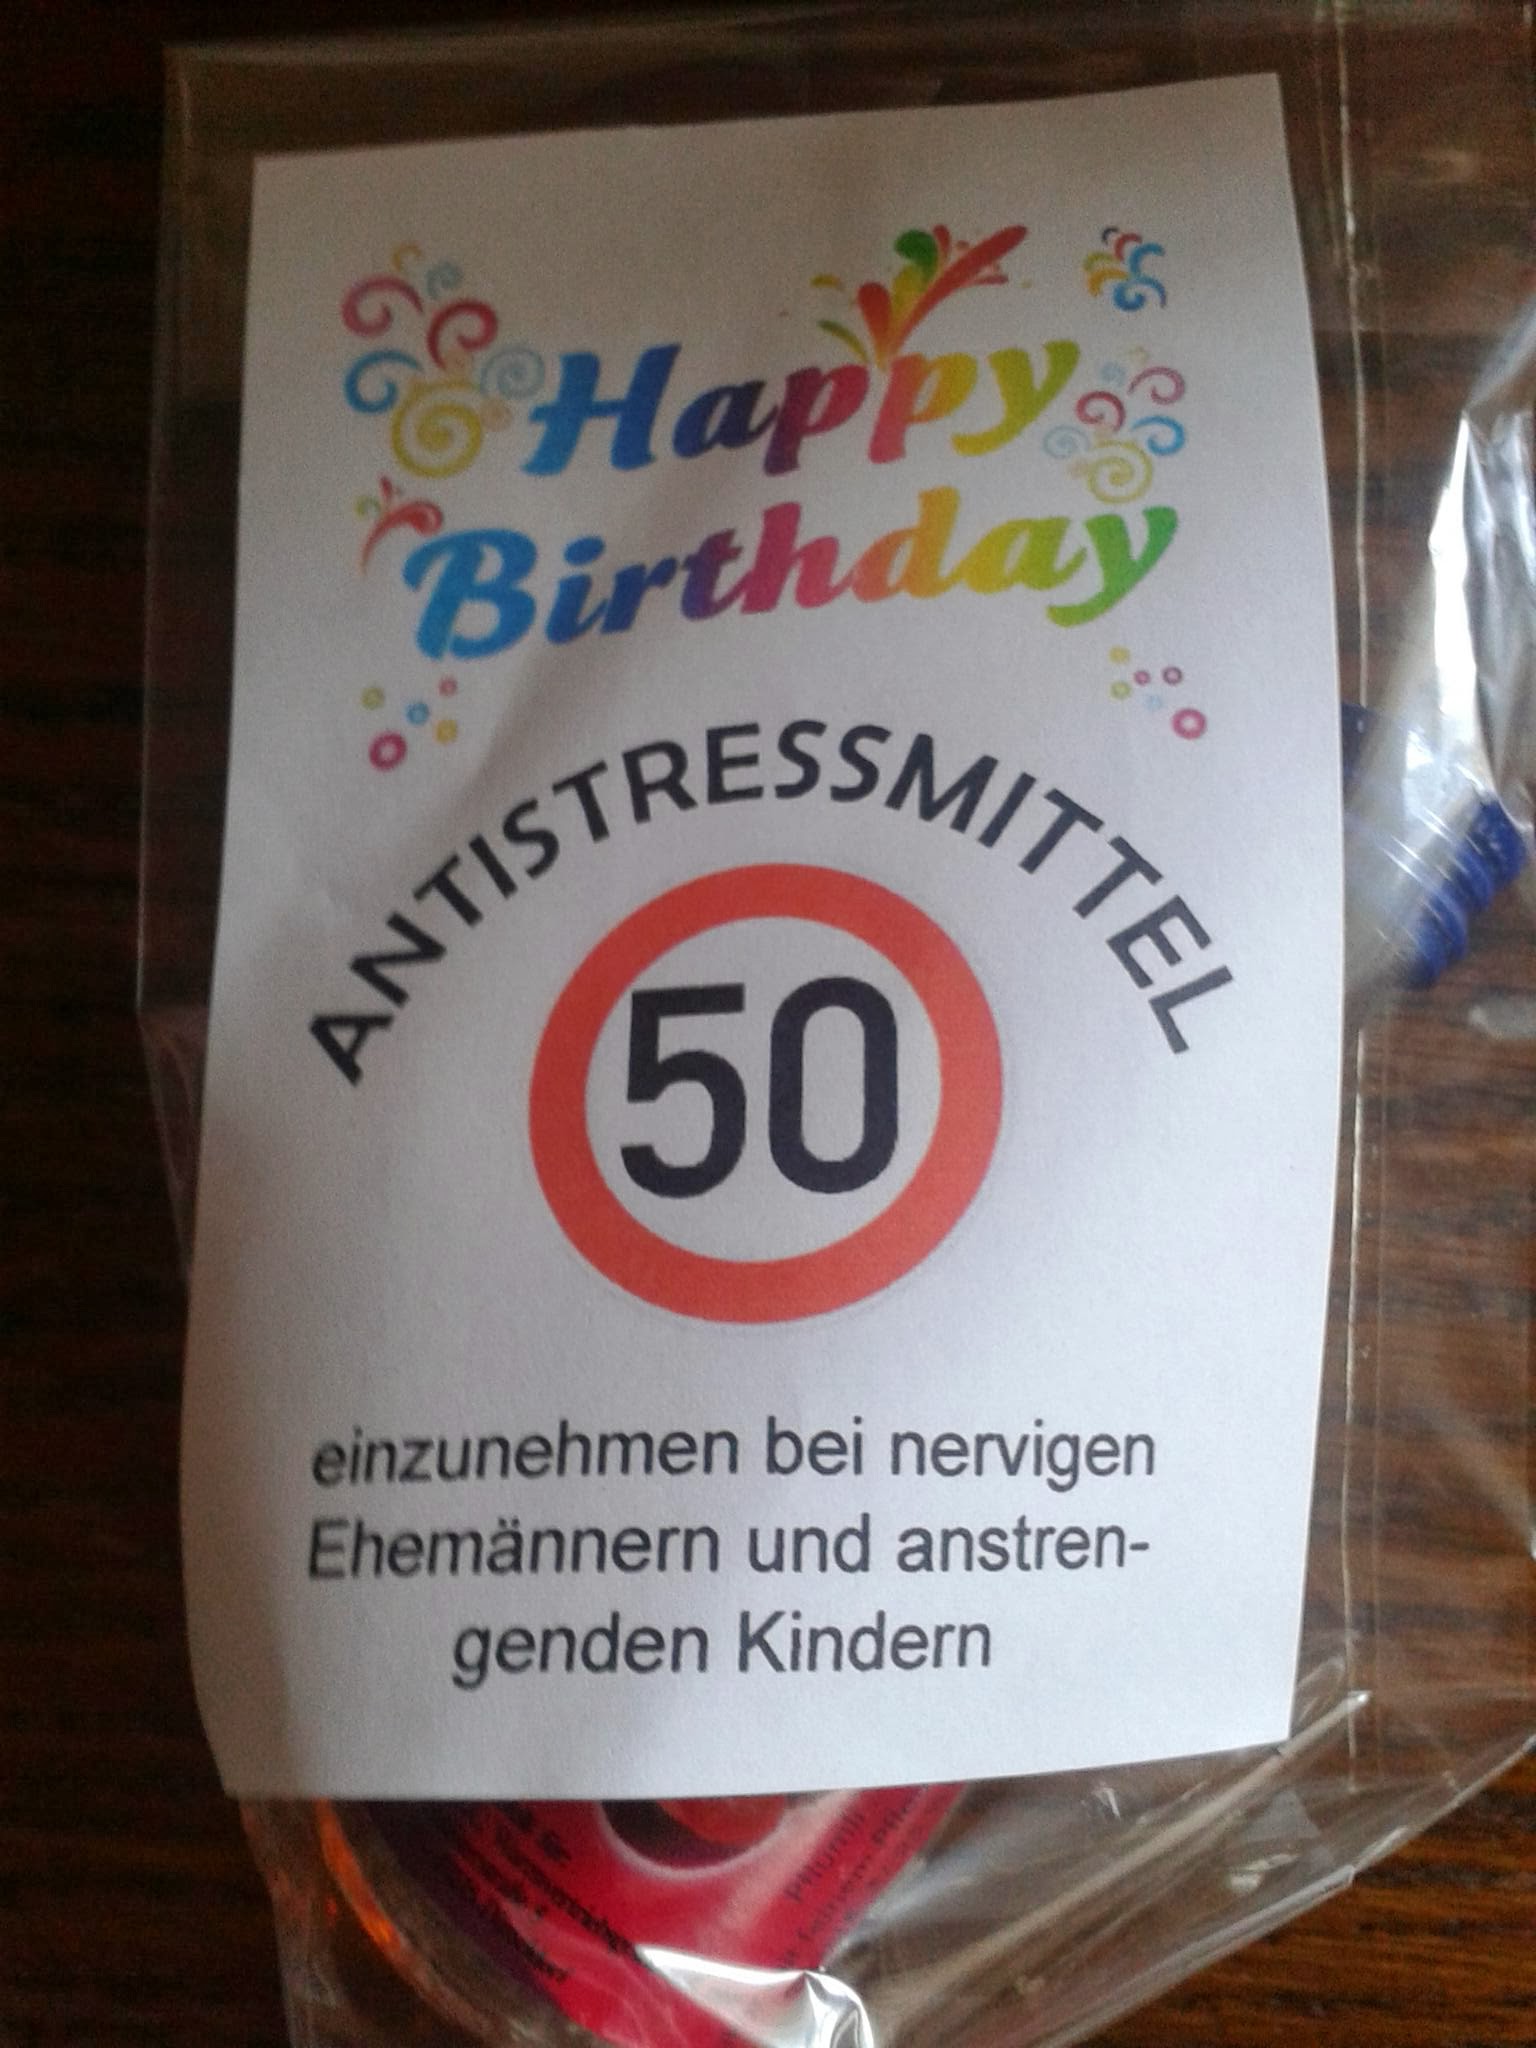 Happy
Birthday
ANTISTRESSMITTEL
50
einzunehmen bei nervigen
Ehemännern und anstren-
genden Kindern